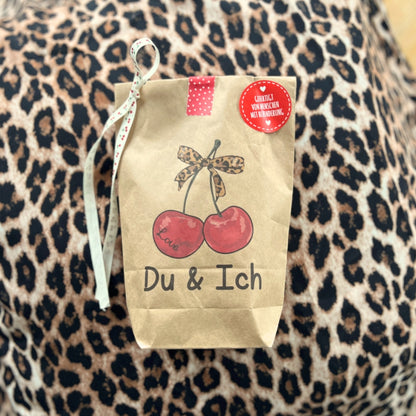 GEFERTIGT
VON MENSCHEN
MIT BEHINDERUNG
Love
Du & Ich